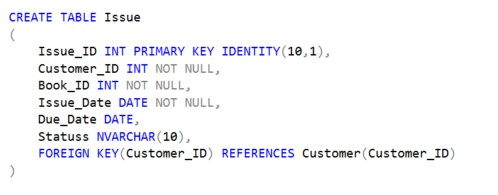 CREATE TABLE Issue
(
    Issue_ID INT PRIMARY KEY IDENTITY(10,1),
    Customer_ID INT NOT NULL,
    Book_ID INT NOT NULL,
    Issue_Date DATE NOT NULL,
    Due_Date DATE,
    Statuss NVARCHAR(10),
    FOREIGN KEY(Customer_ID) REFERENCES Customer(Customer_ID)
)